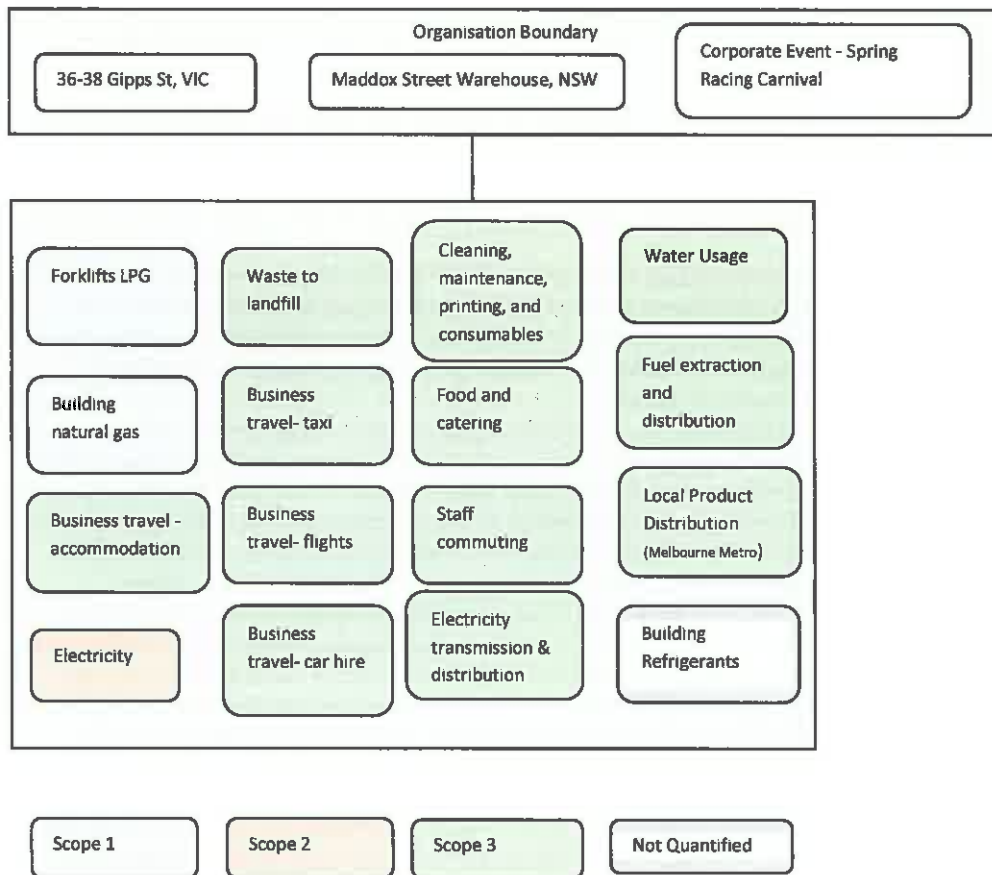 Organisation Boundary
36-38 Gipps St, VIC
Maddox Street Warehouse, NSW
Corporate Event - Spring
Racing Carnival
Forklifts LPG
Waste to
landfill
Cleaning,
maintenance,
printing, and
consumables
Water Usage
Building
natural gas
Business
travel- taxi
Food and
catering
Fuel extraction
and
distribution
Business travel -
accommodation
Business
travel- flights
Staff
commuting
Local Product
Distribution
(Melbourne Metro)
Electricity
Business
travel- car hire
Electricity
transmission &
distribution
Building
Refrigerants
Scope 1
Scope 2
Scope 3
Not Quantified